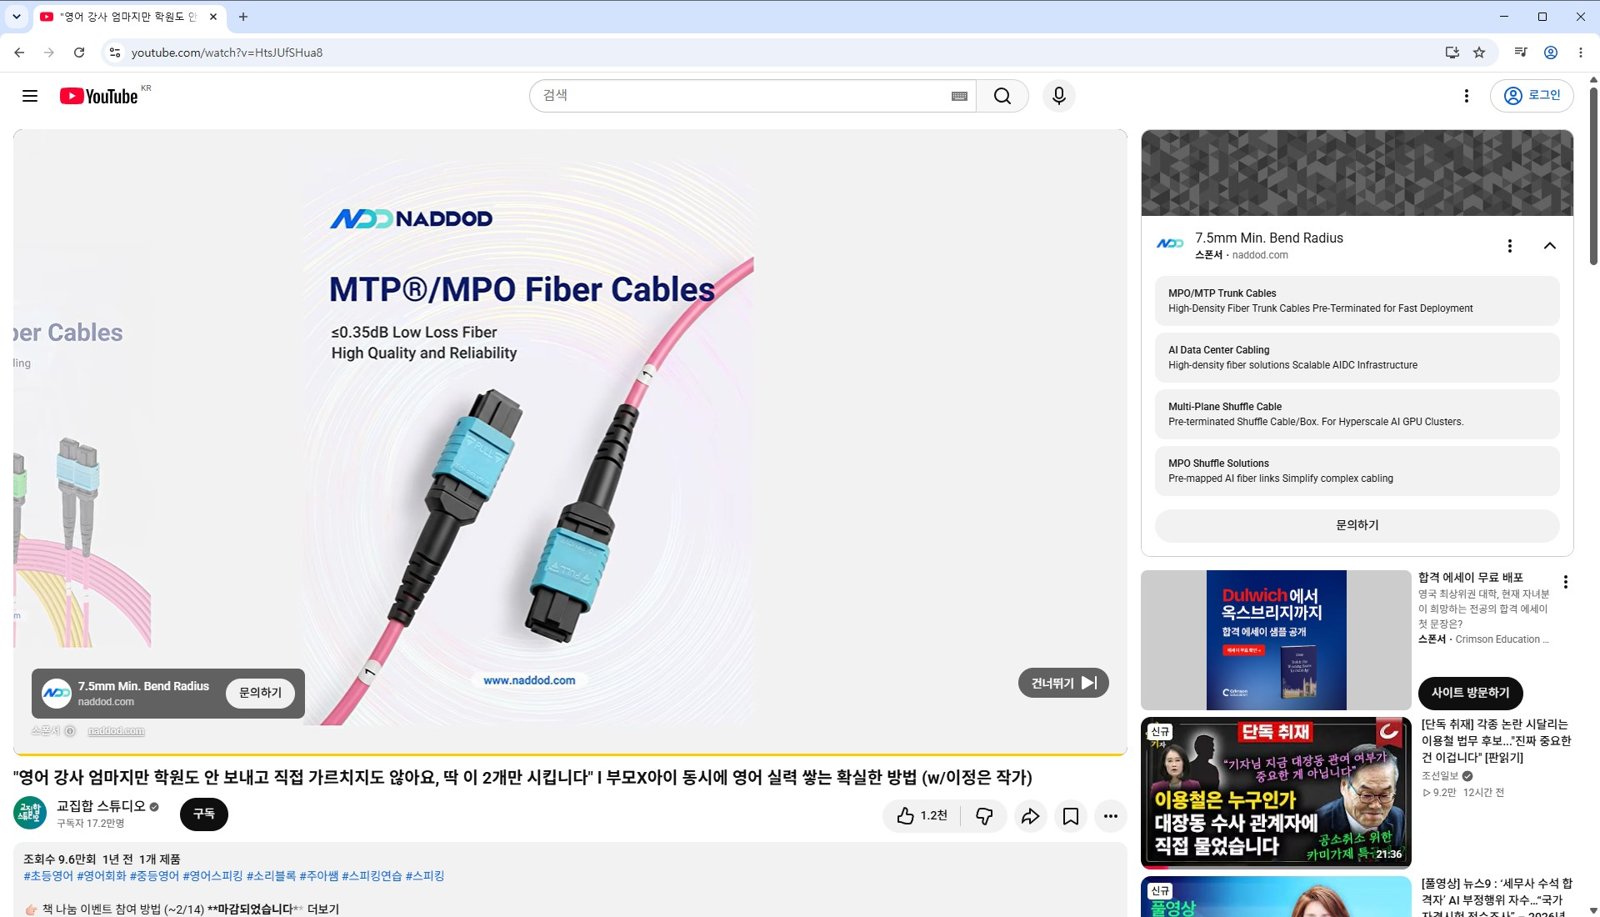 "영어 강사 엄마지만 학원도 안
youtube.com/watch?v=HtsJUfSHua8
YouTube KR
검색
로그인
NADDOD
MTP®/MPO Fiber Cables
≤0.35dB Low Loss Fiber
High Quality and Reliability
ber Cables
ling
PULL
PULL
1
1
www.naddod.com
7.5mm Min. Bend Radius
naddod.com
문의하기
건너뛰기
스폰서
naddod.com
"영어 강사 엄마지만 학원도 안 보내고 직접 가르치지도 않아요, 딱 이 2개만 시킵니다" l 부모X아이 동시에 영어 실력 쌓는 확실한 방법 (w/이정은 작가)
교집합 스튜디오
교집합 스튜디오
구독자 17.2만명
구독
1.2천
조회수 9.6만회 1년 전 1개 제품
#초등영어 #영어회화 #중등영어 #영어스피킹 #소리블록 #주아쌤 #스피킹연습 #스피킹
책 나눔 이벤트 참여 방법 (~2/14) **마감되었습니다** 더보기
7.5mm Min. Bend Radius
스폰서 · naddod.com
MPO/MTP Trunk Cables
High-Density Fiber Trunk Cables Pre-Terminated for Fast Deployment
AI Data Center Cabling
High-density fiber solutions Scalable AIDC Infrastructure
Multi-Plane Shuffle Cable
Pre-terminated Shuffle Cable/Box. For Hyperscale AI GPU Clusters.
MPO Shuffle Solutions
Pre-mapped AI fiber links Simplify complex cabling
문의하기
Dulwich에서
옥스브리지까지
합격 에세이 샘플 공개
Crimson Education
합격 에세이 무료 배포
영국 최상위권 대학, 현재 자녀분
이 희망하는 전공의 합격 에세이
첫 문장은?
스폰서 · Crimson Education ...
사이트 방문하기
신규
단독 취재
"기자님 지금 대장동 관여 여부가
중요한 게 아닙니다"
이용철은 누구인가
대장동 수사 관계자에
직접 물었습니다
공소취소 위한
카미카제 특
21:36
[단독 취재] 각종 논란 시달리는
이용철 법무 후보..."진짜 중요한
건 이겁니다" [판읽기]
조선일보
9.2만 12시간 전
신규
풀영상
[풀영상] 뉴스9 : ‘세무사 수석 합
격자’ AI 부정행위 자수…“국가